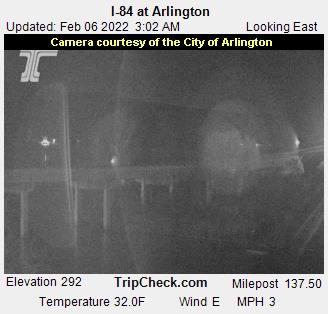 I-84 at Arlington
Updated: Feb 06 2022 3:02 AM Looking East
Camera courtesy of the City of Arlington
Elevation 292 TripCheck.com Milepost 137.50
Temperature 32.0F Wind E MPH 3